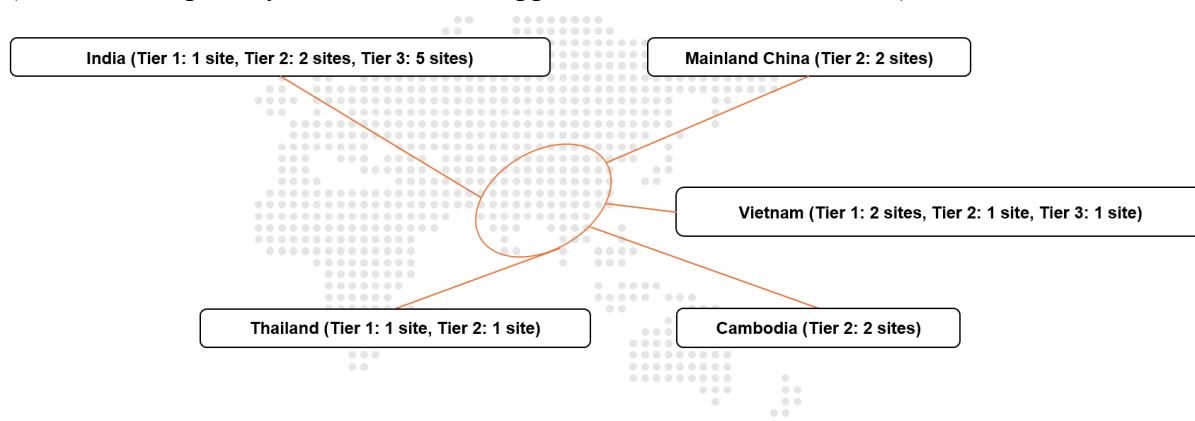 India (Tier 1: 1 site, Tier 2: 2 sites, Tier 3: 5 sites)
Mainland China (Tier 2: 2 sites)
Vietnam (Tier 1: 2 sites, Tier 2: 1 site, Tier 3: 1 site)
Thailand (Tier 1: 1 site, Tier 2: 1 site)
Cambodia (Tier 2: 2 sites)